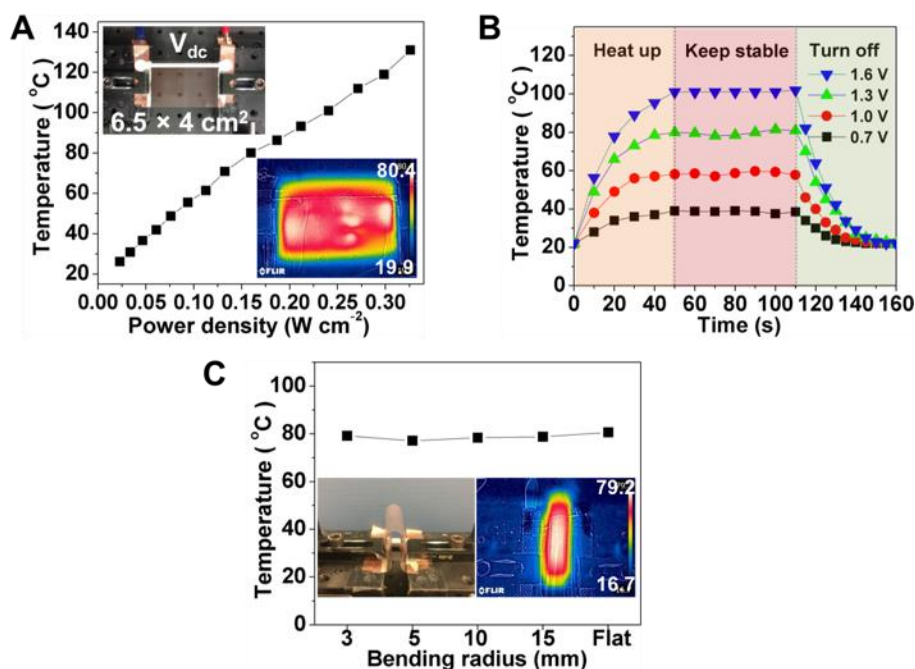 A
V_dc
6.5 × 4 cm²
80.4
19.9
FLIR
Temperature ( °C)
140
120
100
80
60
40
20
0.00 0.05 0.10 0.15 0.20 0.25 0.30
Power density (W cm⁻²)
B
Heat up Keep stable Turn off
1.6 V
1.3 V
1.0 V
0.7 V
Temperature ( °C)
120
100
80
60
40
20
0
0 20 40 60 80 100 120 140 160
Time (s)
C
79.2
16.7
FLIR
Temperature ( °C)
100
80
60
40
20
0
3 5 10 15 Flat
Bending radius (mm)